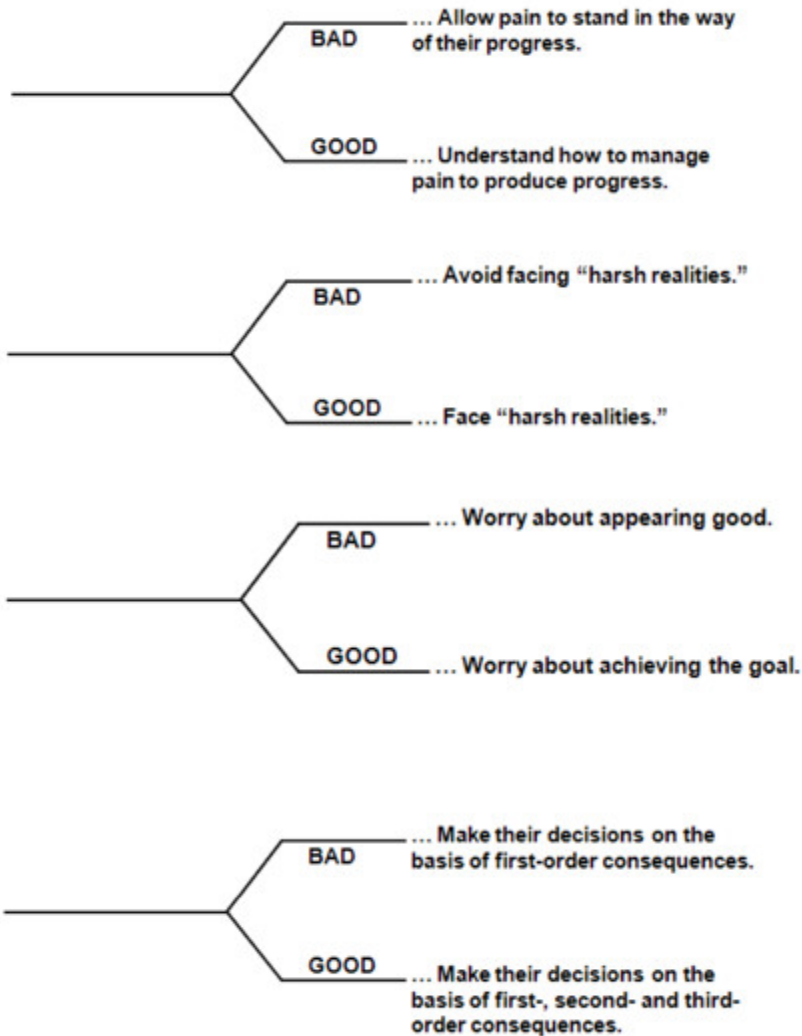 BAD
... Allow pain to stand in the way
of their progress.
GOOD
... Understand how to manage
pain to produce progress.
BAD
... Avoid facing “harsh realities.”
GOOD
... Face “harsh realities.”
BAD
... Worry about appearing good.
GOOD
... Worry about achieving the goal.
BAD
... Make their decisions on the
basis of first-order consequences.
GOOD
... Make their decisions on the
basis of first-, second- and third-
order consequences.